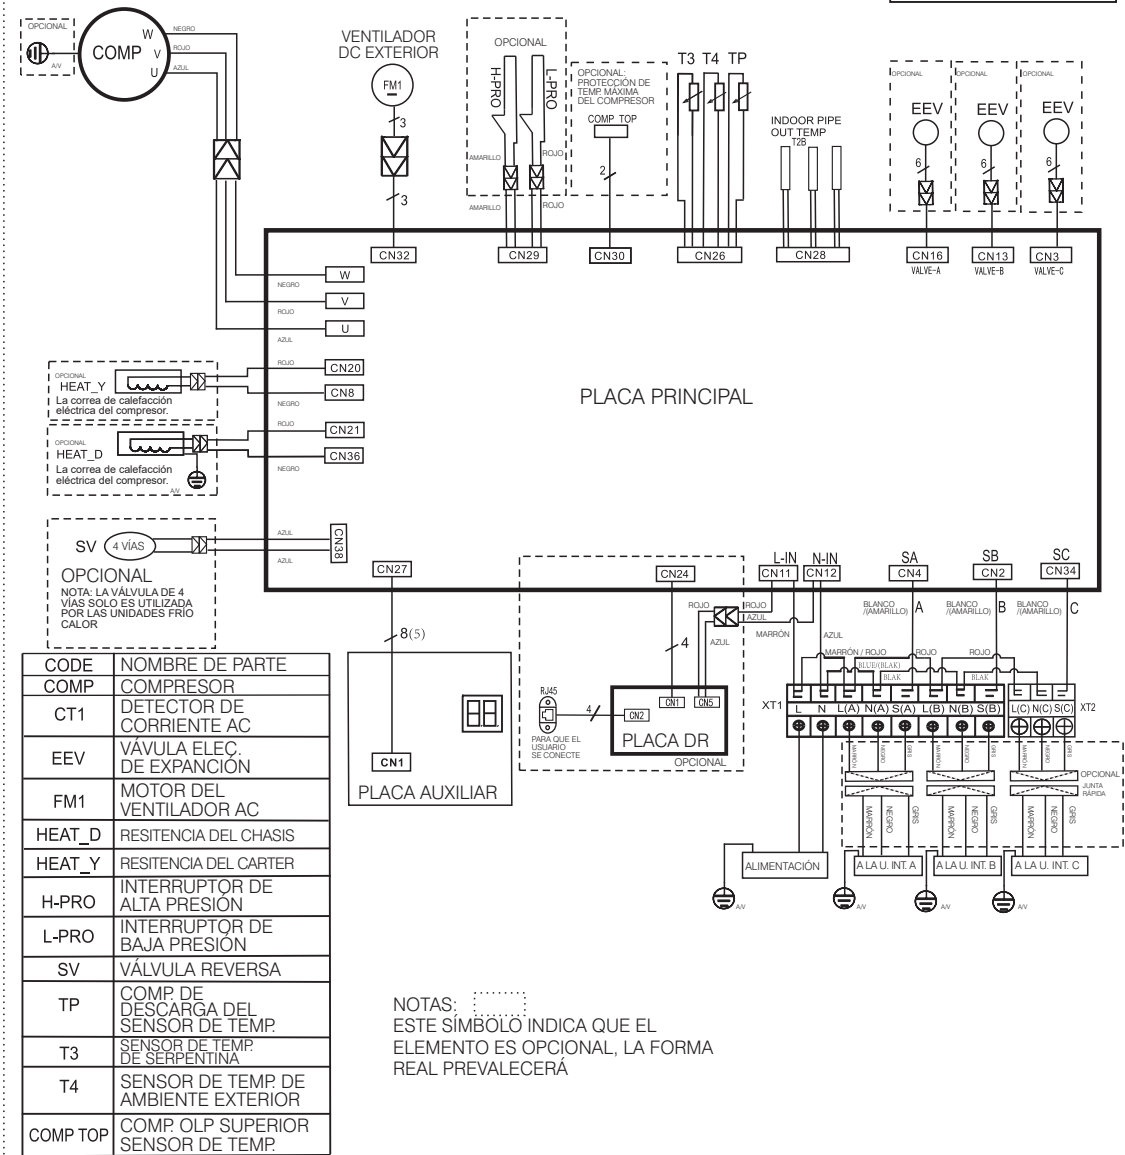 OPCIONAL
A/V
COMP
W
V
U
NEGRO
ROJO
AZUL
VENTILADOR
DC EXTERIOR
FM1
3
3
OPCIONAL
H-PRO
L-PRO
AMARILLO
ROJO
AMARILLO
ROJO
OPCIONAL:
PROTECCIÓN DE
TEMP. MÁXIMA
DEL COMPRESOR
COMP TOP
2
T3 T4 TP
INDOOR PIPE
OUT TEMP
T2B
OPCIONAL
EEV
6
OPCIONAL
EEV
6
OPCIONAL
EEV
6
CN32
CN29
CN30
CN26
CN28
CN16
VALVE-A
CN13
VALVE-B
CN3
VALVE-C
W
NEGRO
V
ROJO
U
AZUL
ROJO
CN20
CN8
NEGRO
ROJO
CN21
CN36
NEGRO
OPCIONAL
HEAT_Y
La correa de calefacción
eléctrica del compresor.
OPCIONAL
HEAT_D
La correa de calefacción
eléctrica del compresor.
A/V
PLACA PRINCIPAL
SV
4 VÍAS
AZUL
AZUL
CN38
OPCIONAL
NOTA: LA VÁLVULA DE 4
VÍAS SOLO ES UTILIZADA
POR LAS UNIDADES FRÍO
CALOR
CN27
8(5)
CN1
PLACA AUXILIAR
CN24
4
RJ45
PARA QUE EL
USUARIO
SE CONECTE
4
CN2
CN1
CN5
PLACA DR
OPCIONAL
L-IN N-IN
CN11
CN12
SA
CN4
SB
CN2
SC
CN34
ROJO
ROJO
AZUL
AZUL
MARRÓN
AZUL
BLANCO
/(AMARILLO)
A
BLANCO
/(AMARILLO)
B
BLANCO
/(AMARILLO)
C
MARRÓN / ROJO
ROJO
ROJO
BLUE/(BLAK)
BLAK
BLAK
XT1
L N L(A) N(A) S(A) L(B) N(B) S(B)
L(C) N(C) S(C)
XT2
MARRÓN
NEGRO
GRIS
MARRÓN
NEGRO
GRIS
MARRÓN
NEGRO
GRIS
OPCIONAL
JUNTA
RÁPIDA
MARRÓN
NEGRO
GRIS
MARRÓN
NEGRO
GRIS
MARRÓN
NEGRO
GRIS
ALIMENTACIÓN
A LA U. INT. A
A LA U. INT. B
A LA U. INT. C
A/V
A/V
A/V
A/V
CODE NOMBRE DE PARTE
COMP COMPRESOR
CT1 DETECTOR DE
CORRIENTE AC
EEV VÁVULA ELEC.
DE EXPANCIÓN
FM1 MOTOR DEL
VENTILADOR AC
HEAT_D RESITENCIA DEL CHASIS
HEAT_Y RESITENCIA DEL CARTER
H-PRO INTERRUPTOR DE
ALTA PRESIÓN
L-PRO INTERRUPTOR DE
BAJA PRESIÓN
SV VÁLVULA REVERSA
TP COMP. DE
DESCARGA DEL
SENSOR DE TEMP.
T3 SENSOR DE TEMP.
DE SERPENTINA
T4 SENSOR DE TEMP. DE
AMBIENTE EXTERIOR
COMP TOP COMP. OLP SUPERIOR
SENSOR DE TEMP.
NOTAS:
ESTE SÍMBOLO INDICA QUE EL
ELEMENTO ES OPCIONAL, LA FORMA
REAL PREVALECERÁ